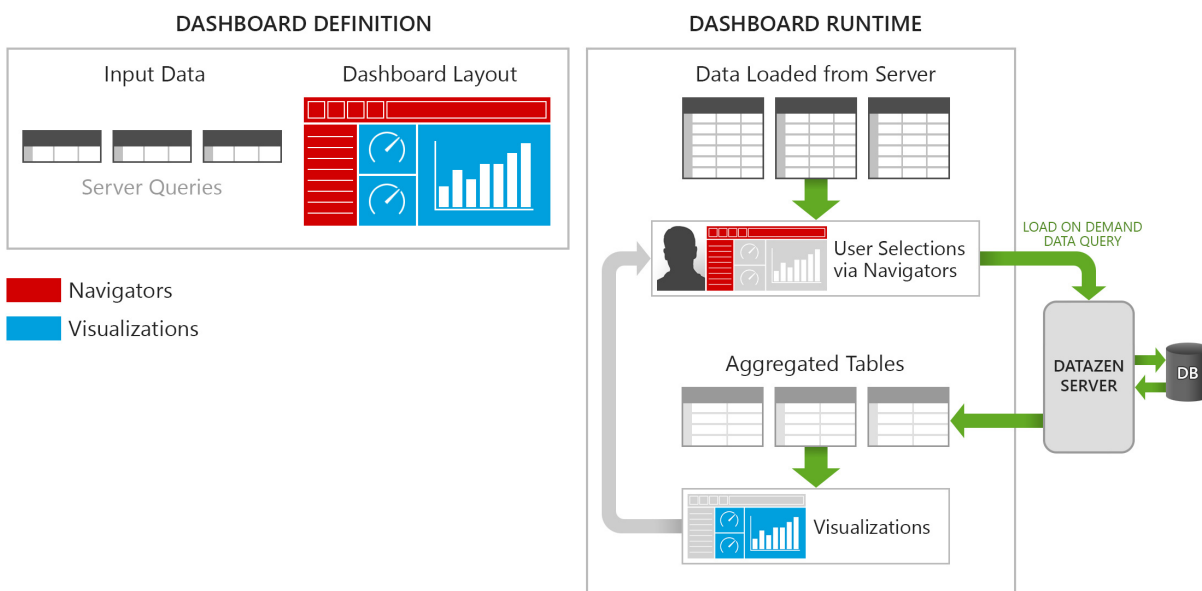 DASHBOARD DEFINITION
Input Data
Dashboard Layout
Server Queries
Navigators
Visualizations
DASHBOARD RUNTIME
Data Loaded from Server
User Selections
via Navigators
LOAD ON DEMAND
DATA QUERY
DATAZEN
SERVER
DB
Aggregated Tables
Visualizations